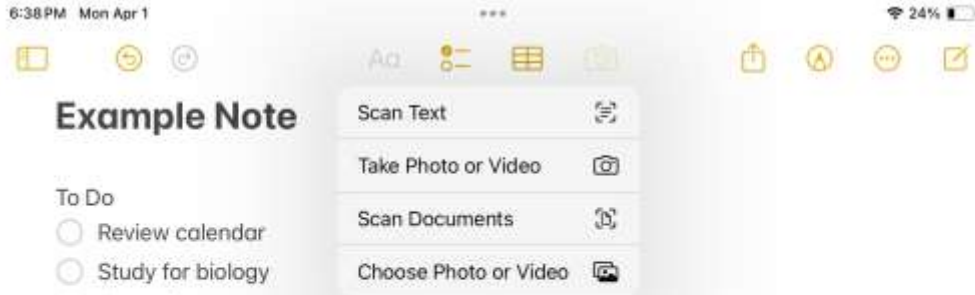 6:38 PM Mon Apr 1
24%
Aa
Example Note
Scan Text
Take Photo or Video
To Do
Scan Documents
Review calendar
Study for biology
Choose Photo or Video